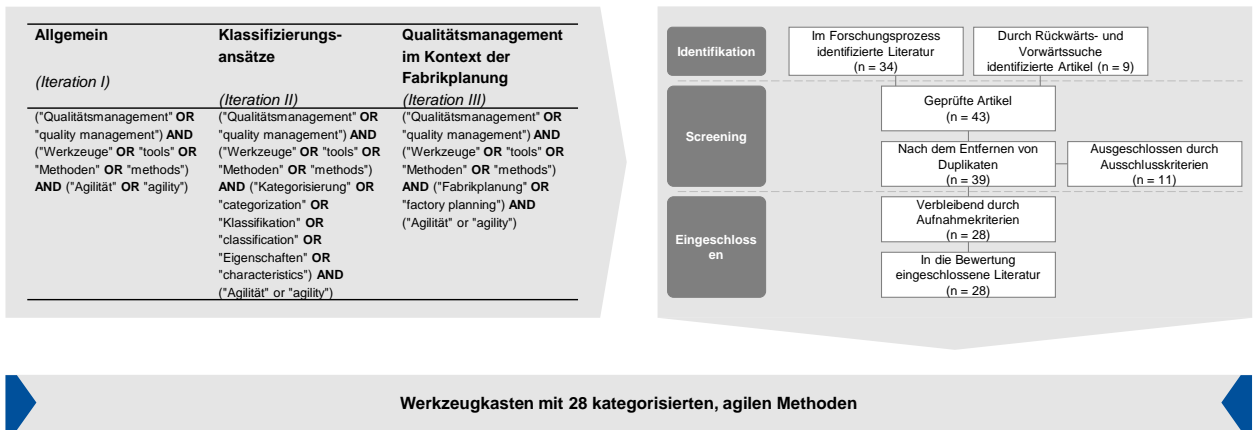 Allgemein
(Iteration I)
("Qualitätsmanagement" OR
"quality management") AND
("Werkzeuge" OR "tools" OR
"Methoden" OR "methods")
AND ("Agilität" OR "agility")
Klassifizierungs-
ansätze
(Iteration II)
("Qualitätsmanagement" OR
"quality management") AND
("Werkzeuge" OR "tools" OR
"Methoden" OR "methods")
AND ("Kategorisierung" OR
"categorization" OR
"Klassifikation" OR
"classification" OR
"Eigenschaften" OR
"characteristics") AND
("Agilität" or "agility")
Qualitätsmanagement
im Kontext der
Fabrikplanung
(Iteration III)
("Qualitätsmanagement" OR
"quality management") AND
("Werkzeuge" OR "tools" OR
"Methoden" OR "methods")
AND ("Fabrikplanung" OR
"factory planning") AND
("Agilität" or "agility")
Identifikation
Im Forschungsprozess
identifizierte Literatur
(n = 34)
Durch Rückwärts- und
Vorwärtssuche
identifizierte Artikel (n = 9)
Screening
Geprüfte Artikel
(n = 43)
Nach dem Entfernen von
Duplikaten
(n = 39)
Ausgeschlossen durch
Ausschlusskriterien
(n = 11)
Eingeschloss
en
Verbleibend durch
Aufnahmekriterien
(n = 28)
In die Bewertung
eingeschlossene Literatur
(n = 28)
Werkzeugkasten mit 28 kategorisierten, agilen Methoden